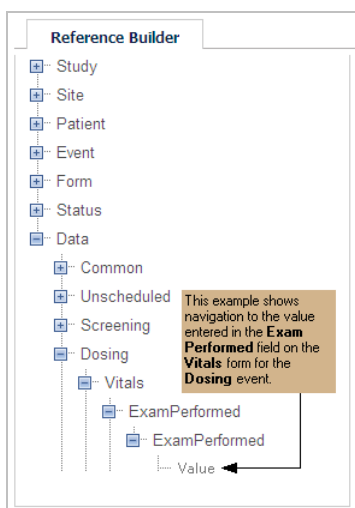 Reference Builder
Study
Site
Patient
Event
Form
Status
Data
Common
Unscheduled
Screening
Dosing
Vitals
ExamPerformed
ExamPerformed
Value
This example shows
navigation to the value
entered in the Exam
Performed field on the
Vitals form for the
Dosing event.